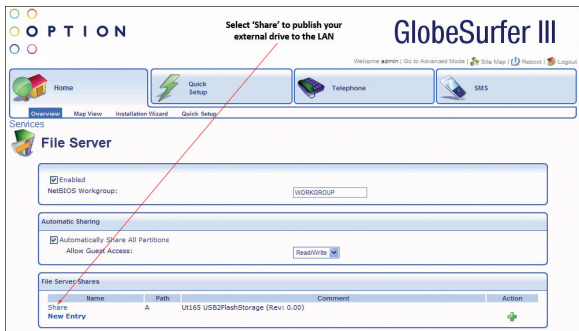 OPTION
Select 'Share' to publish your
external drive to the LAN
GlobeSurfer III
Welcome admin | Go to Advanced Mode | Site Map | Reboot | Logout
Home
Quick
Setup
Telephone
SMS
Overview Map View Installation Wizard Quick Setup
Services
File Server
Enabled
NetBIOS Workgroup: WORKGROUP
Automatic Sharing
Automatically Share All Partitions
Allow Guest Access: Read/Write
File Server Shares
Name Path Comment Action
Share A Ut165 USB2FlashStorage (Rev: 0.00)
New Entry